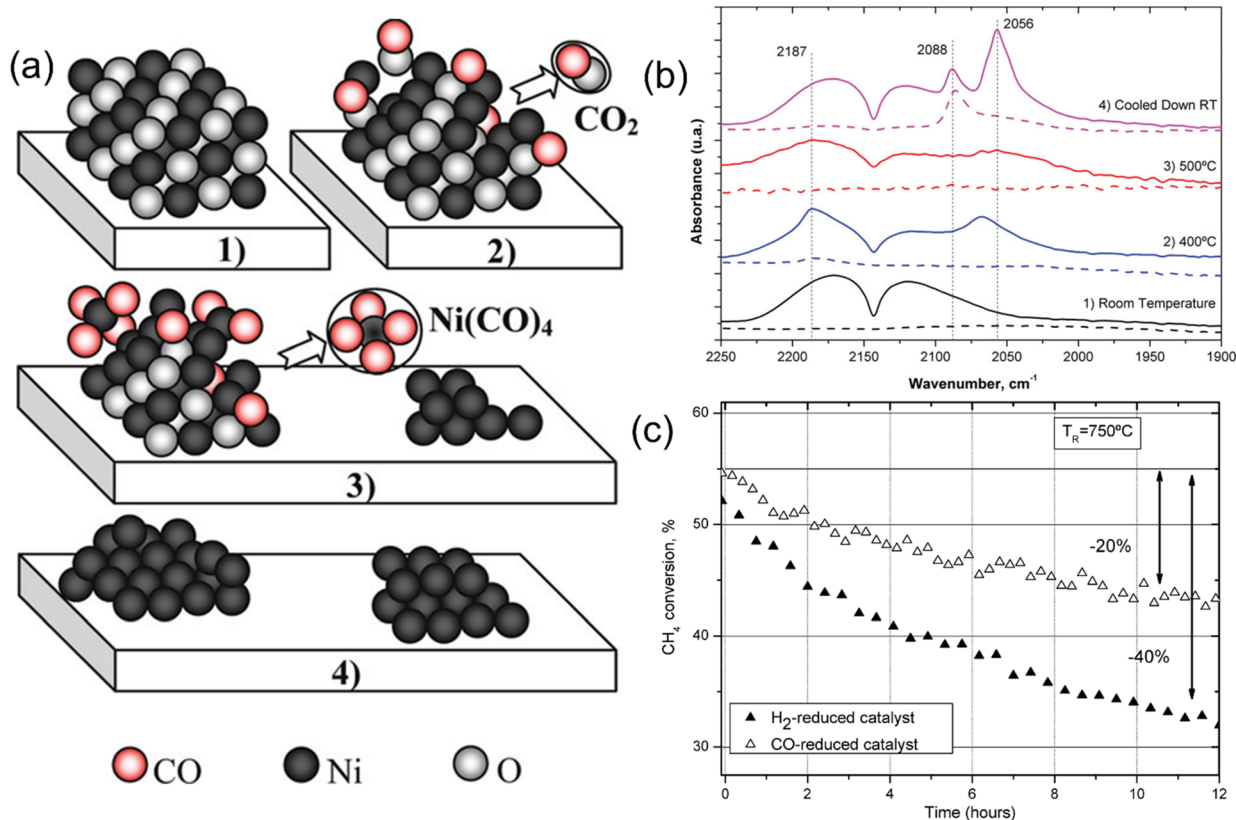 (a)
CO2
1)
2)
Ni(CO)4
3)
4)
CO
Ni
O
(b)
2187
2088
2056
4) Cooled Down RT
3) 500ºC
2) 400ºC
1) Room Temperature
Absorbance (u.a.)
2250 2200 2150 2100 2050 2000 1950 1900
Wavenumber, cm-1
(c)
TR=750ºC
60
50
40
30
CH4 conversion, %
-20%
-40%
H2-reduced catalyst
CO-reduced catalyst
0 2 4 6 8 10 12
Time (hours)